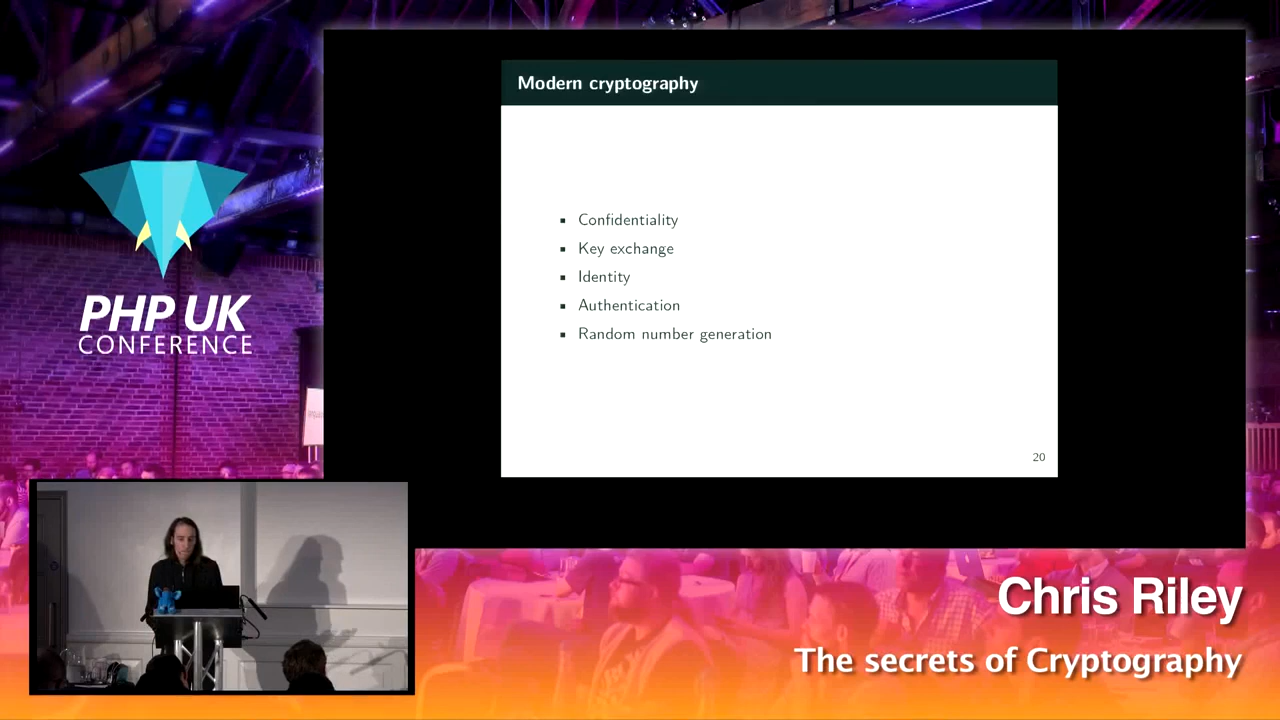 Modern cryptography
Confidentiality
Key exchange
Identity
Authentication
Random number generation
20
PHP UK
CONFERENCE
Chris Riley
The secrets of Cryptography